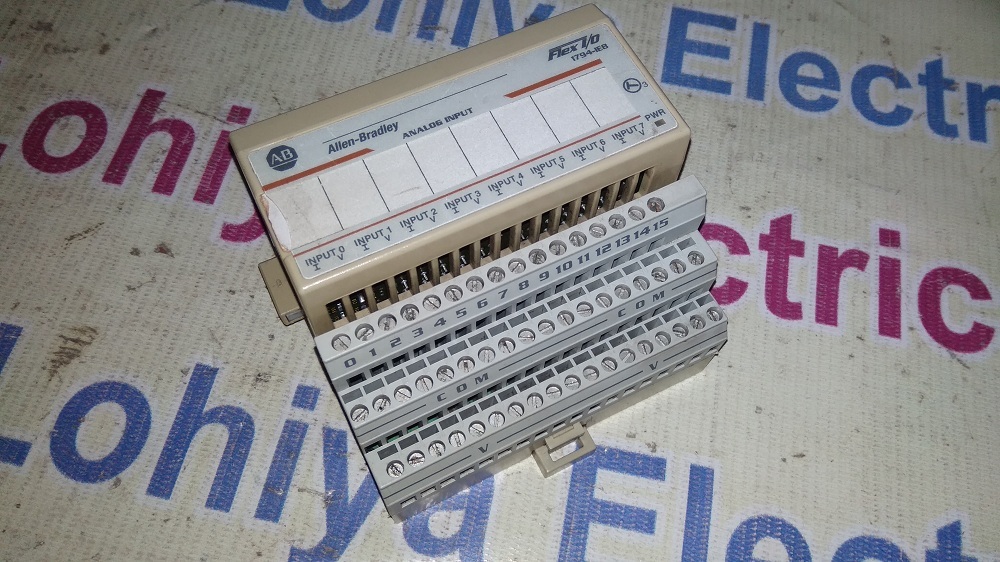 Lohiya Electric
Flex I/O
1794-IE8
3
AB
Allen-Bradley
ANALOG INPUT
PWR
INPUT 0 INPUT 1 INPUT 2 INPUT 3 INPUT 4 INPUT 5 INPUT 6 INPUT 7
I V I V I V I V I V I V I V I V
0 1 2 3 4 5 6 7 8 9 10 11 12 13 14 15
COM COM
V V
Lohiya Electric
Lohiya Electric